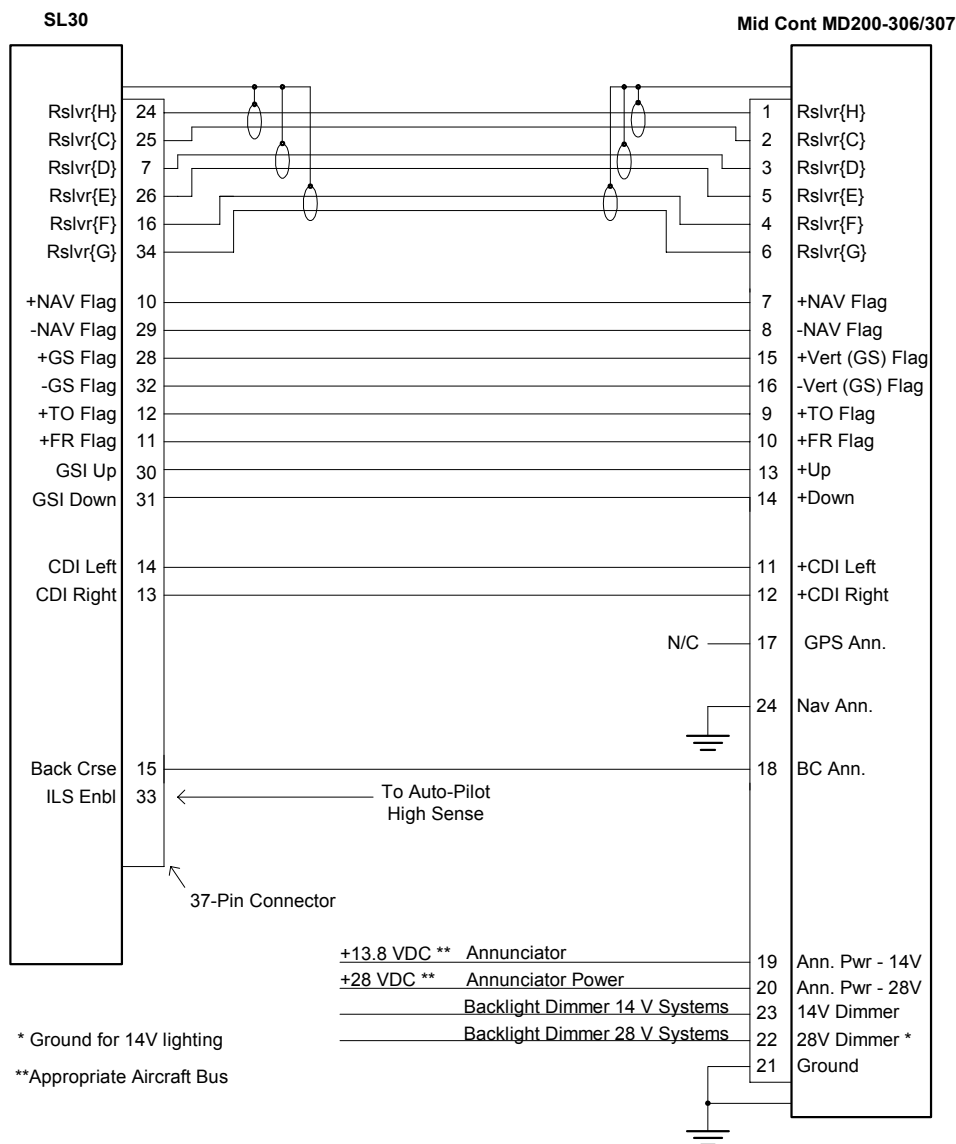 SL30
Mid Cont MD200-306/307
Rslvr{H} 24 1 Rslvr{H}
Rslvr{C} 25 2 Rslvr{C}
Rslvr{D} 7 3 Rslvr{D}
Rslvr{E} 26 5 Rslvr{E}
Rslvr{F} 16 4 Rslvr{F}
Rslvr{G} 34 6 Rslvr{G}
+NAV Flag 10 7 +NAV Flag
-NAV Flag 29 8 -NAV Flag
+GS Flag 28 15 +Vert (GS) Flag
-GS Flag 32 16 -Vert (GS) Flag
+TO Flag 12 9 +TO Flag
+FR Flag 11 10 +FR Flag
GSI Up 30 13 +Up
GSI Down 31 14 +Down
CDI Left 14 11 +CDI Left
CDI Right 13 12 +CDI Right
N/C 17 GPS Ann.
24 Nav Ann.
Back Crse 15 18 BC Ann.
ILS Enbl 33 To Auto-Pilot
High Sense
37-Pin Connector
+13.8 VDC ** Annunciator 19 Ann. Pwr - 14V
+28 VDC ** Annunciator Power 20 Ann. Pwr - 28V
Backlight Dimmer 14 V Systems 23 14V Dimmer
Backlight Dimmer 28 V Systems 22 28V Dimmer *
21 Ground
* Ground for 14V lighting
**Appropriate Aircraft Bus